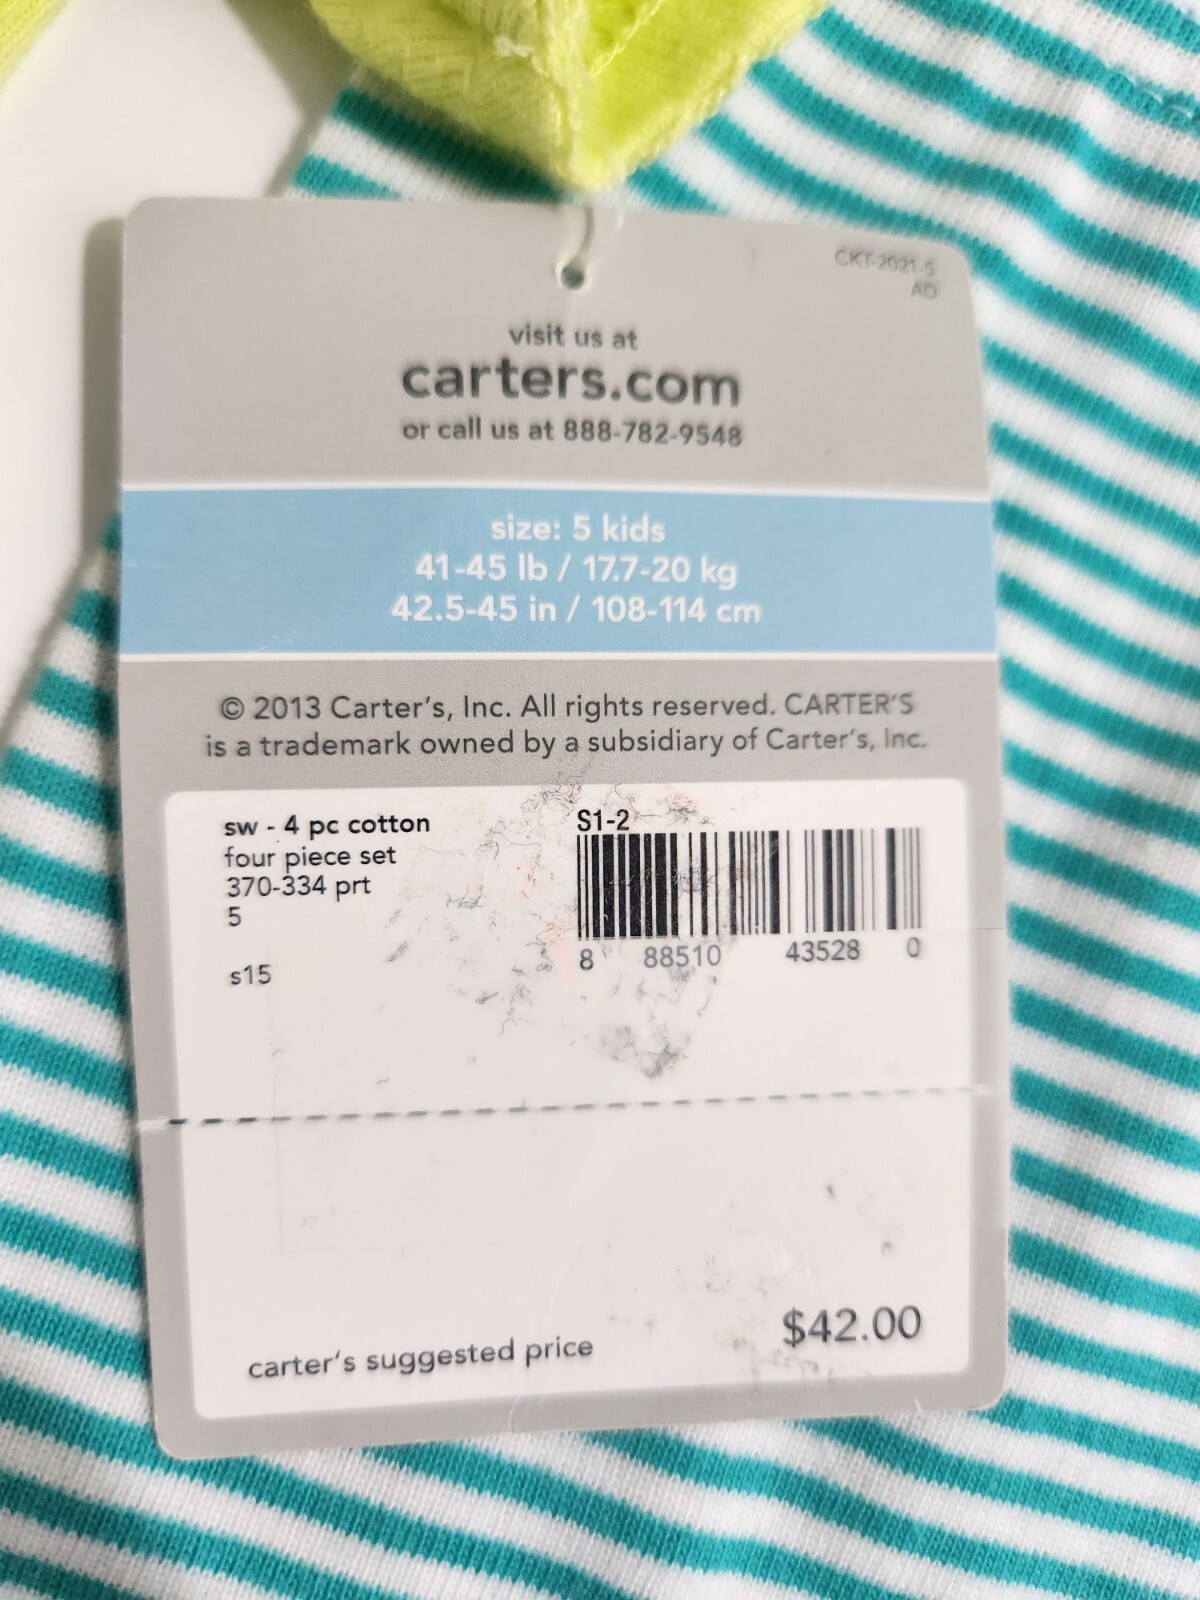 CKT-2021-5
AD
visit us at
carters.com
or call us at 888-782-9548
size: 5 kids
41-45 lb / 17.7-20 kg
42.5-45 in / 108-114 cm
© 2013 Carter's, Inc. All rights reserved. CARTER'S
is a trademark owned by a subsidiary of Carter's, Inc.
sw - 4 pc cotton
four piece set
370-334 prt
5
s15
S1-2
8 88510 43528 0
$42.00
carter's suggested price